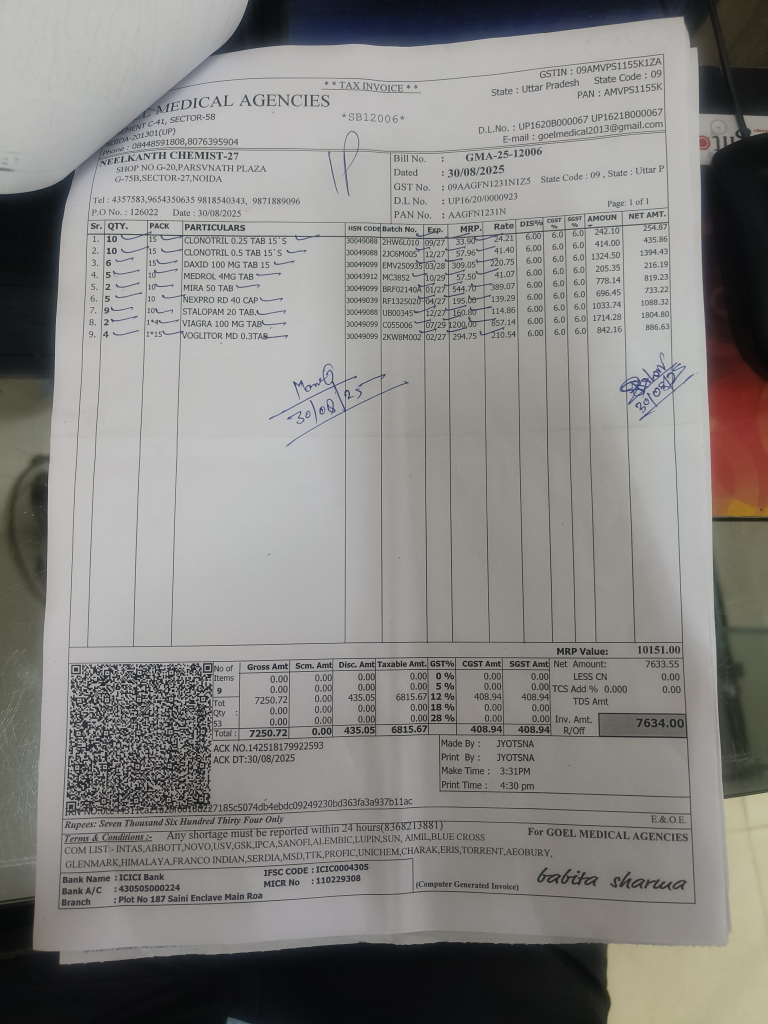 ** TAX INVOICE **
GSTIN : 09AMVPS1155K1ZA
State : Uttar Pradesh State Code : 09
PAN : AMVPS1155K
MEDICAL AGENCIES
*SB12006*
C-41, SECTOR-58
NOIDA-201301(UP)
Phone : 08448591808,8076395904
D.L.No. : UP1620B000067 UP1621B000067
E-mail : goelmedical2013@gmail.com
NEELKANTH CHEMIST-27
SHOP NO.G-20,PARSVNATH PLAZA
G-75B,SECTOR-27,NOIDA
Tel : 4357583,9654350635 9818540343, 9871889096
P.O No. : 126022 Date : 30/08/2025
Bill No. : GMA-25-12006
Dated : 30/08/2025
GST No. : 09AAGFN1231N1Z5 State Code : 09 , State : Uttar P
D.L No. : UP16/20/0000923
PAN No. : AAGFN1231N
Page: 1 of 1
Sr. QTY. PACK PARTICULARS HSN CODE Batch No. Exp. MRP. Rate DIS% CGST % SGST % AMOUN NET AMT.
1. 10 15 CLONOTRIL 0.25 TAB 15`S 30049088 2HW6L010 09/27 33.90 24.21 6.00 6.0 6.0 242.10 254.87
2. 10 15 CLONOTRIL 0.5 TAB 15`S 30049088 2JC6M005 12/27 57.96 41.40 6.00 6.0 6.0 414.00 435.86
3. 6 15 DAXID 100 MG TAB 15 30049099 EMV250935 03/28 309.05 220.75 6.00 6.0 6.0 1324.50 1394.43
4. 5 10 MEDROL 4MG TAB 30043912 MC3852 10/29 57.50 41.07 6.00 6.0 6.0 205.35 216.19
5. 2 10 MIRA 50 TAB 30049099 BRF02140A 01/27 544.70 389.07 6.00 6.0 6.0 778.14 819.23
6. 5 10 NEXPRO RD 40 CAP 30049039 RF1325020 04/27 195.00 139.29 6.00 6.0 6.0 696.45 733.22
7. 9 10 STALOPAM 20 TAB. 30049088 UB00345 12/27 160.80 114.86 6.00 6.0 6.0 1033.74 1088.32
8. 2 1*4 VIAGRA 100 MG TAB 30049099 C055006 07/29 1200.00 857.14 6.00 6.0 6.0 1714.28 1804.80
9. 4 1*15 VOGLITOR MD 0.3TAB 30049099 2KW8M002 02/27 294.75 210.54 6.00 6.0 6.0 842.16 886.63
30/08/25
30/08/25
MRP Value: 10151.00
No of Items 9
Tot Qty : 53
Gross Amt Scm. Amt Disc. Amt Taxable Amt. GST% CGST Amt SGST Amt
0.00 0.00 0.00 0.00 0 % 0.00 0.00
0.00 0.00 0.00 0.00 5 % 0.00 0.00
7250.72 0.00 435.05 6815.67 12 % 408.94 408.94
0.00 0.00 0.00 0.00 18 % 0.00 0.00
0.00 0.00 0.00 0.00 28 % 0.00 0.00
Total : 7250.72 0.00 435.05 6815.67 408.94 408.94
Net Amount: 7633.55
LESS CN 0.00
TCS Add % 0.000 0.00
TDS Amt
Inv. Amt. 7634.00
R/Off
ACK NO.142518179922593
ACK DT:30/08/2025
Made By : JYOTSNA
Print By : JYOTSNA
Make Time : 3:31PM
Print Time : 4:30 pm
Rupees: Seven Thousand Six Hundred Thirty Four Only
E.&O.E.
Terms & Conditions :- Any shortage must be reported within 24 hours(8368213881)
For GOEL MEDICAL AGENCIES
COM LIST:- INTAS,ABBOTT,NOVO,USV,GSK,IPCA,SANOFI,ALEMBIC,LUPIN,SUN, AIMIL,BLUE CROSS
GLENMARK,HIMALAYA,FRANCO INDIAN,SERDIA,MSD,TTK,PROFIC,UNICHEM,CHARAK,ERIS,TORRENT,AEOBURY,
Bank Name : ICICI Bank IFSC CODE : ICIC0004305
Bank A/C : 430505000224 MICR No : 110229308
Branch : Plot No 187 Saini Enclave Main Roa
(Computer Generated Invoice)
babita sharma